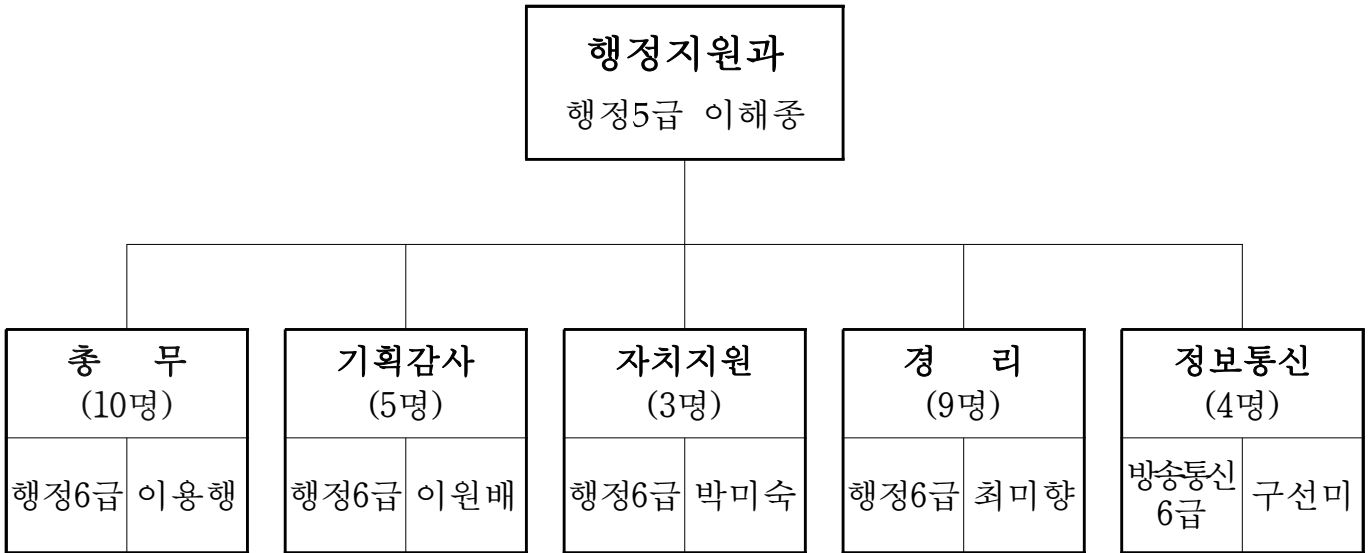 행정지원과
행정5급 이해종
총 무
(10명)
행정6급 이용행
기획감사
(5명)
행정6급 이원배
자치지원
(3명)
행정6급 박미숙
경 리
(9명)
행정6급 최미향
정보통신
(4명)
방송통신
6급
구선미